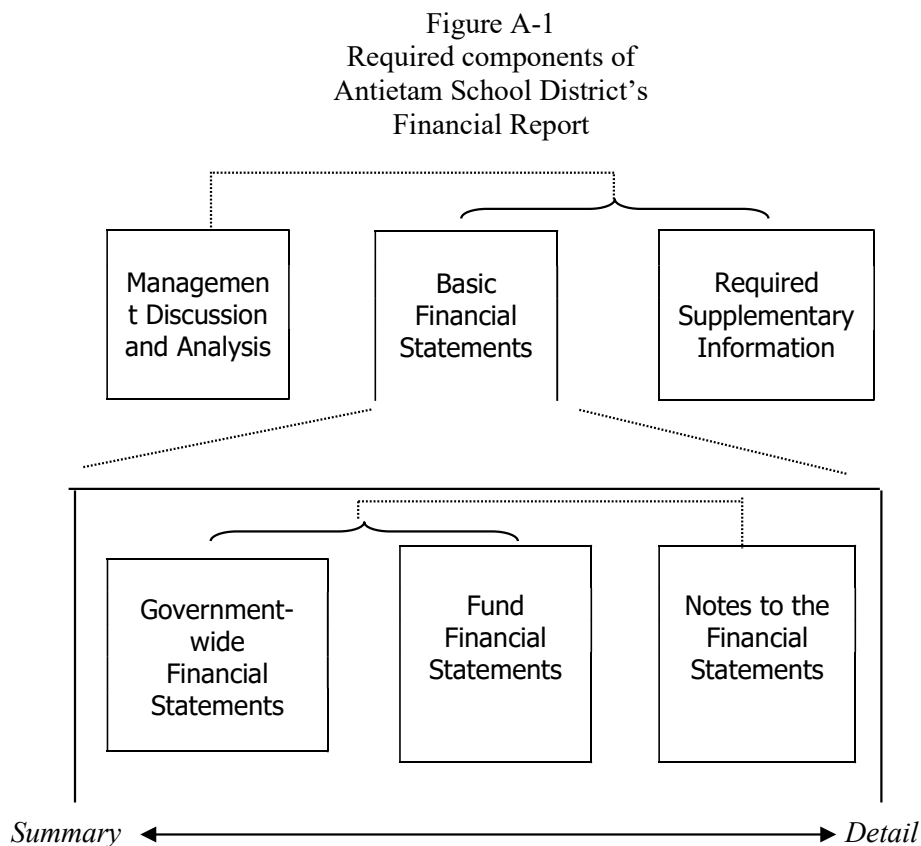 Figure A-1
Required components of
Antietam School District’s
Financial Report
Managemen
t Discussion
and Analysis
Basic
Financial
Statements
Required
Supplementary
Information
Government-
wide
Financial
Statements
Fund
Financial
Statements
Notes to the
Financial
Statements
Summary
Detail